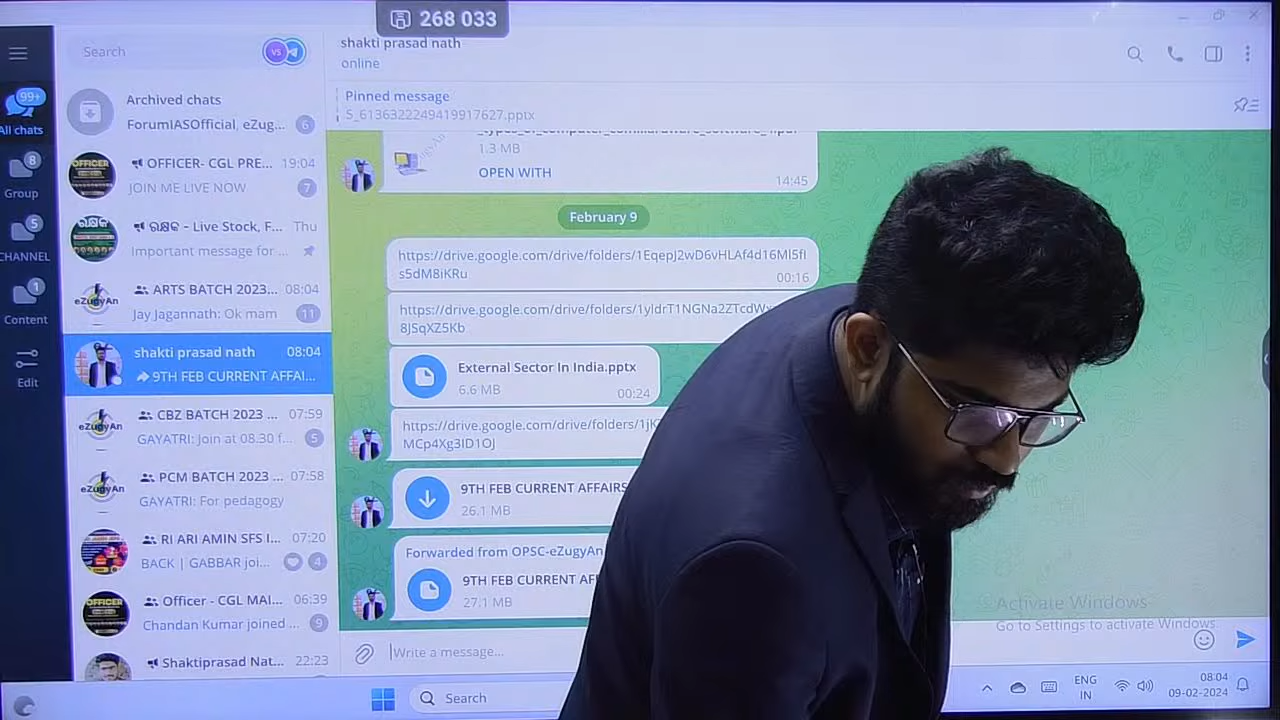 268 033
Search
VS
shakti prasad nath
online
Pinned message
5_6136322249419917627.pptx
99+
All chats
8
Group
5
CHANNEL
1
Content
Edit
Archived chats
ForumIASOfficial, eZug... 6
OFFICER- CGL PRE... 19:04
JOIN ME LIVE NOW 7
ରକ୍ଷକ - Live Stock, F... Thu
Important message for ...
ARTS BATCH 2023... 08:04
Jay Jagannath: Ok mam 11
shakti prasad nath 08:04
9TH FEB CURRENT AFFAI...
CBZ BATCH 2023 ... 07:59
GAYATRI: Join at 08.30 f... 5
PCM BATCH 2023 ... 07:58
GAYATRI: For pedagogy
RI ARI AMIN SFS I... 07:20
BACK | GABBAR joi... 4
Officer - CGL MAI... 06:39
Chandan Kumar joined ... 9
Shaktiprasad Nat... 22:23
1.3 MB
OPEN WITH
14:45
February 9
https://drive.google.com/drive/folders/
00:16
https://drive.google.com/drive/folders/
8JSqXZ5Kb
External Sector In India.pptx
6.6 MB
00:24
https://drive.google.com/drive/folders/
9TH FEB CURRENT AFFAIRS
26.1 MB
Forwarded from OPSC-eZugyAn
9TH FEB CURRENT AFF
27.1 MB
Write a message...
Activate Windows
Go to Settings to activate Windows.
Search
ENG
IN
08:04
09-02-2024